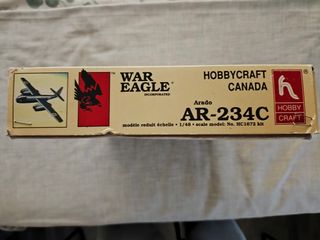 WAR
EAGLE®
INCORPORATED
HOBBYCRAFT
CANADA
Arado
AR-234C
modèle reduit échelle • 1/48 • scale model: No. HC1672 kit
h
HOBBY
CRAFT